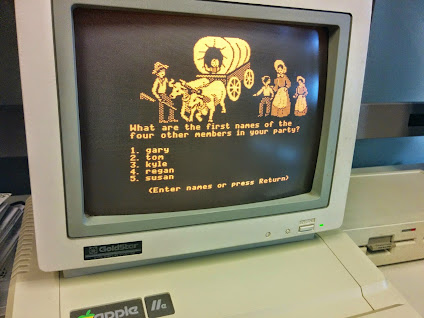 What are the first names of the
four other members in your party?
1. gary
2. tom
3. kyle
4. regan
5. susan
(Enter names or press Return)
GoldStar
apple //e